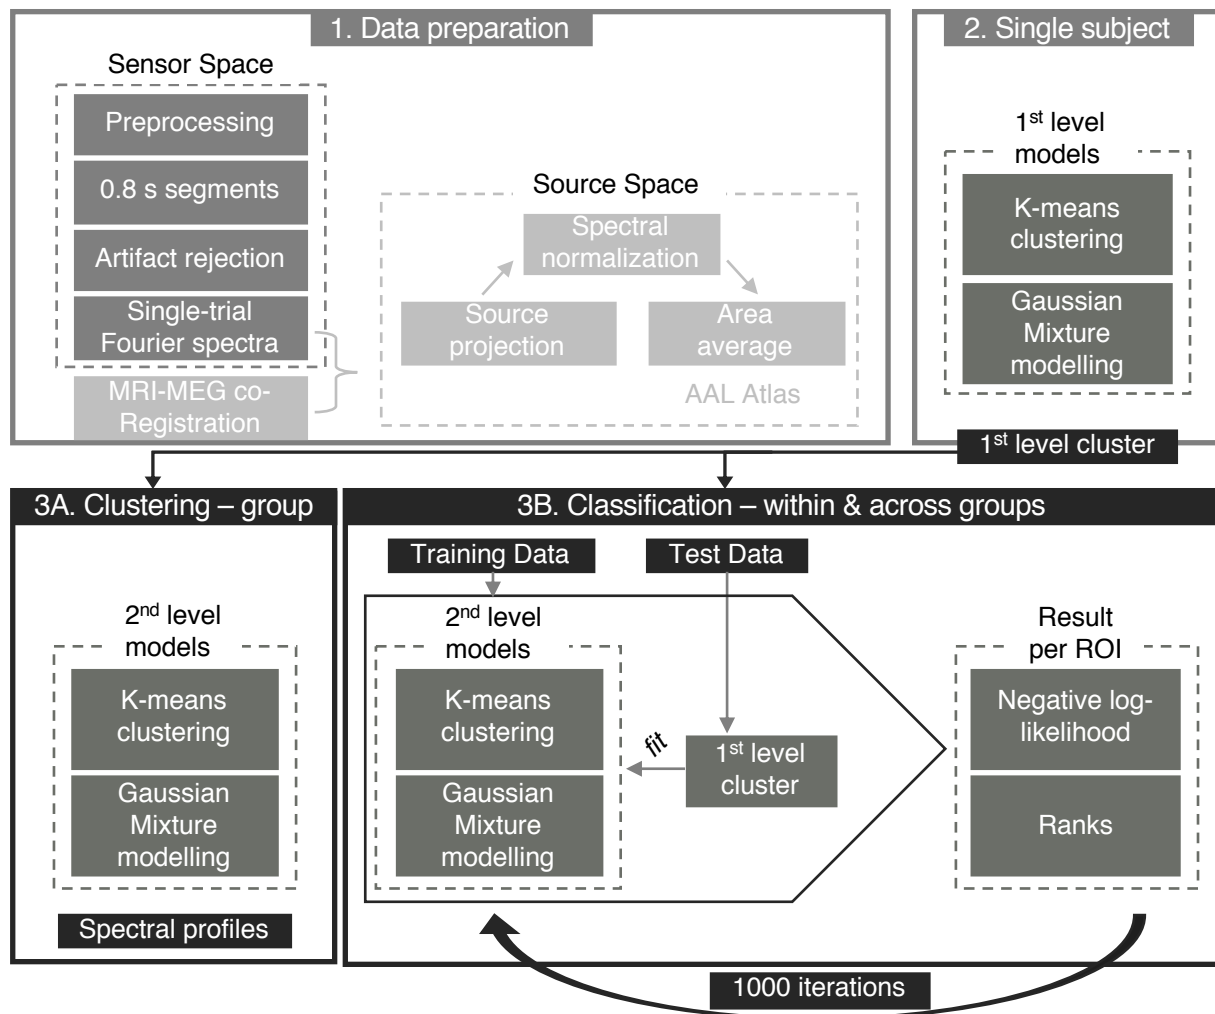 1. Data preparation
Sensor Space
Preprocessing
0.8 s segments
Artifact rejection
Single-trial
Fourier spectra
MRI-MEG co-
Registration
Source Space
Spectral
normalization
Source
projection
Area
average
AAL Atlas
2. Single subject
1st level
models
K-means
clustering
Gaussian
Mixture
modelling
1st level cluster
3A. Clustering – group
2nd level
models
K-means
clustering
Gaussian
Mixture
modelling
Spectral profiles
3B. Classification – within & across groups
Training Data
Test Data
2nd level
models
K-means
clustering
Gaussian
Mixture
modelling
fit
1st level
cluster
Result
per ROI
Negative log-
likelihood
Ranks
1000 iterations